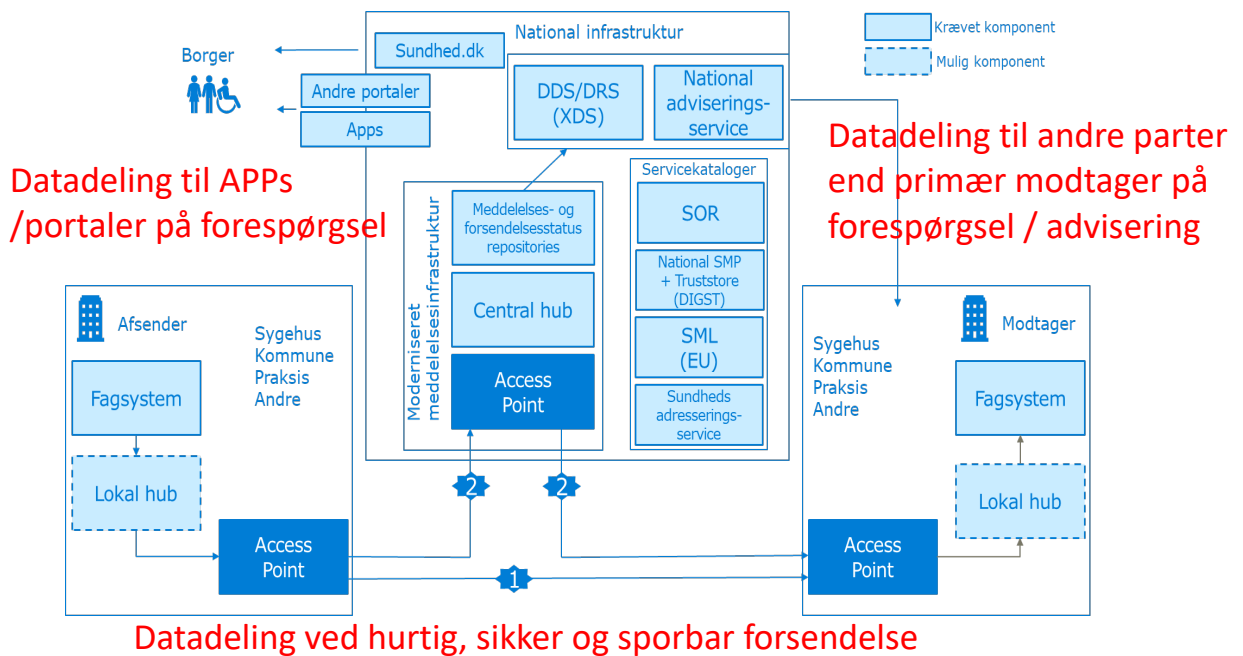 National infrastruktur
Krævet komponent
Mulig komponent
Borger
Sundhed.dk
Andre portaler
Apps
DDS/DRS
(XDS)
National
adviserings-
service
Datadeling til APPs
/portaler på forespørgsel
Datadeling til andre parter
end primær modtager på
forespørgsel / advisering
Moderniseret
meddelelsesinfrastruktur
Meddelelses- og
forsendelsesstatus
repositories
Central hub
Access
Point
Servicekataloger
SOR
National SMP
+ Truststore
(DIGST)
SML
(EU)
Sundheds
adresserings-
service
Afsender
Sygehus
Kommune
Praksis
Andre
Fagsystem
Lokal hub
Access
Point
2
2
1
Modtager
Sygehus
Kommune
Praksis
Andre
Fagsystem
Lokal hub
Access
Point
Datadeling ved hurtig, sikker og sporbar forsendelse